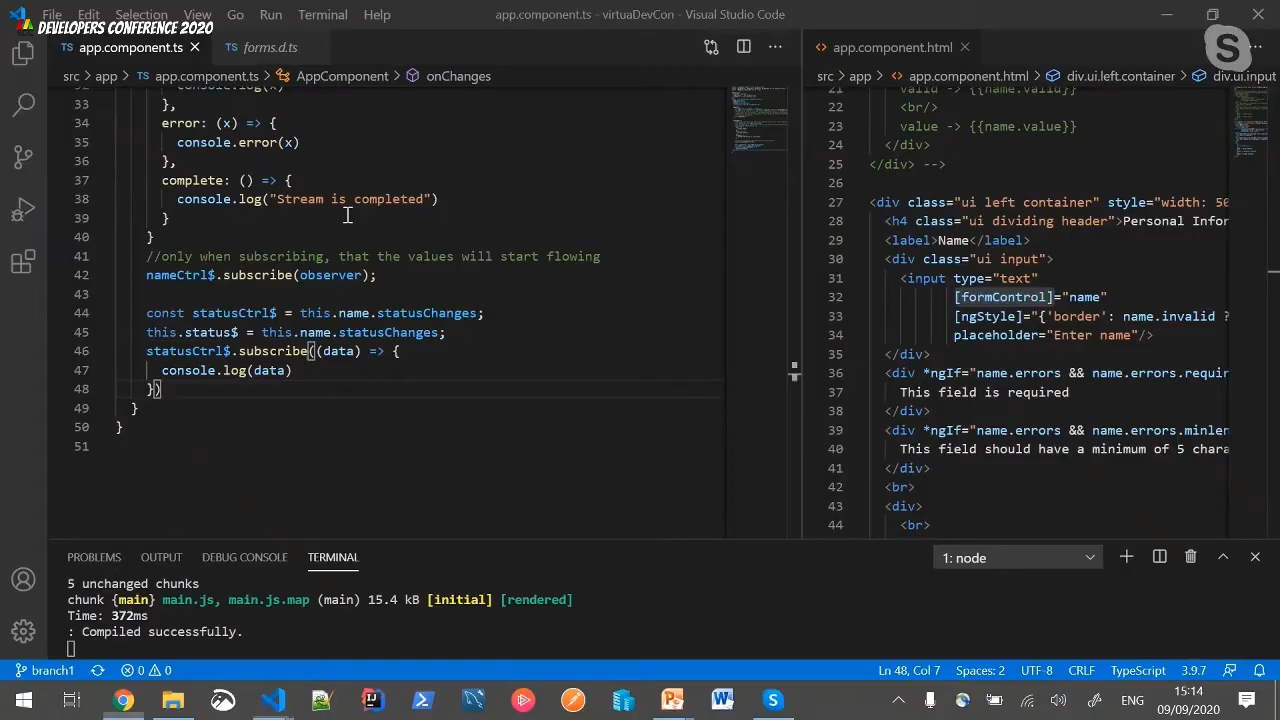 File Edit Selection View Go Run Terminal Help
app.component.ts - virtuaDevCon - Visual Studio Code
DEVELOPERS CONFERENCE 2020
TS app.component.ts
TS forms.d.ts
app.component.html
src > app > TS app.component.ts > AppComponent > onChanges
32 console.log(x)
33 },
34 error: (x) => {
35 console.error(x)
36 },
37 complete: () => {
38 console.log("Stream is completed")
39 }
40 }
41 //only when subscribing, that the values will start flowing
42 nameCtrl$.subscribe(observer);
43
44 const statusCtrl$ = this.name.statusChanges;
45 this.status$ = this.name.statusChanges;
46 statusCtrl$.subscribe((data) => {
47 console.log(data)
48 })
49 }
50 }
51
src > app > app.component.html > div.ui.left.container > div.ui.input
21 valid -> {{name.valid}}
22 <br/>
23 value -> {{name.value}}
24 </div>
25 </div> -->
26
27 <div class="ui left container" style="width: 50
28 <h4 class="ui dividing header">Personal Infor
29 <label>Name</label>
30 <div class="ui input">
31 <input type="text"
32 [formControl]="name"
33 [ngStyle]="{'border': name.invalid ?
34 placeholder="Enter name"/>
35 </div>
36 <div *ngIf="name.errors && name.errors.requir
37 This field is required
38 </div>
39 <div *ngIf="name.errors && name.errors.minlen
40 This field should have a minimum of 5 chara
41 </div>
42 <br>
43 <div>
44 <br>
PROBLEMS OUTPUT DEBUG CONSOLE TERMINAL
1: node
5 unchanged chunks
chunk {main} main.js, main.js.map (main) 15.4 kB [initial] [rendered]
Time: 372ms
: Compiled successfully.
branch1 0 0
Ln 48, Col 7 Spaces: 2 UTF-8 CRLF TypeScript 3.9.7
ENG
15:14
09/09/2020